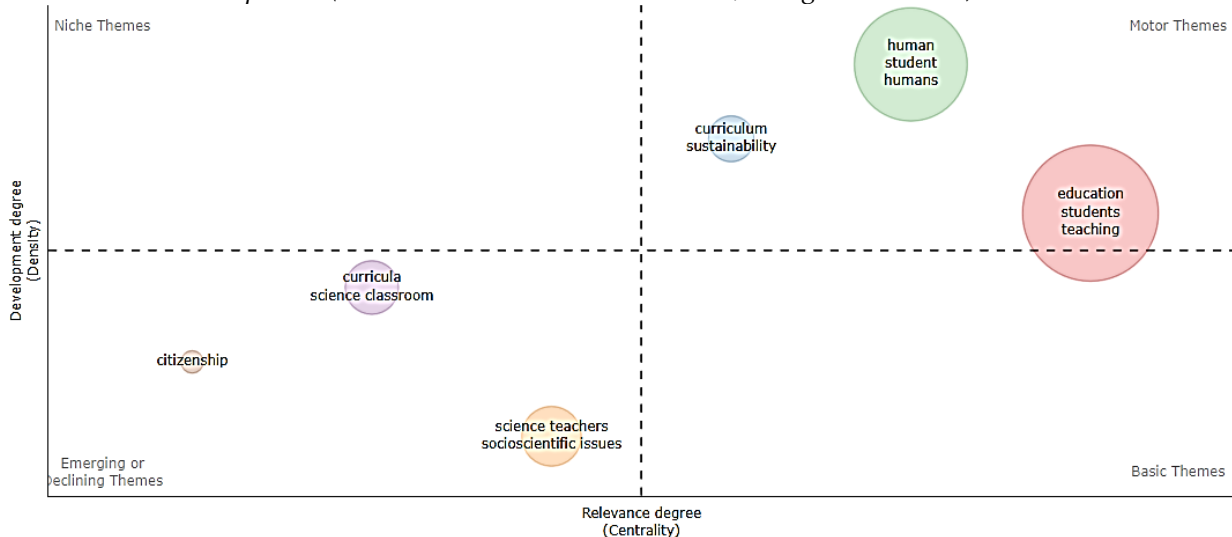 Niche Themes
Motor Themes
human
student
humans
curriculum
sustainability
education
students
teaching
Development degree
(Density)
curricula
science classroom
citizenship
science teachers
socioscientific issues
Emerging or
Declining Themes
Basic Themes
Relevance degree
(Centrality)